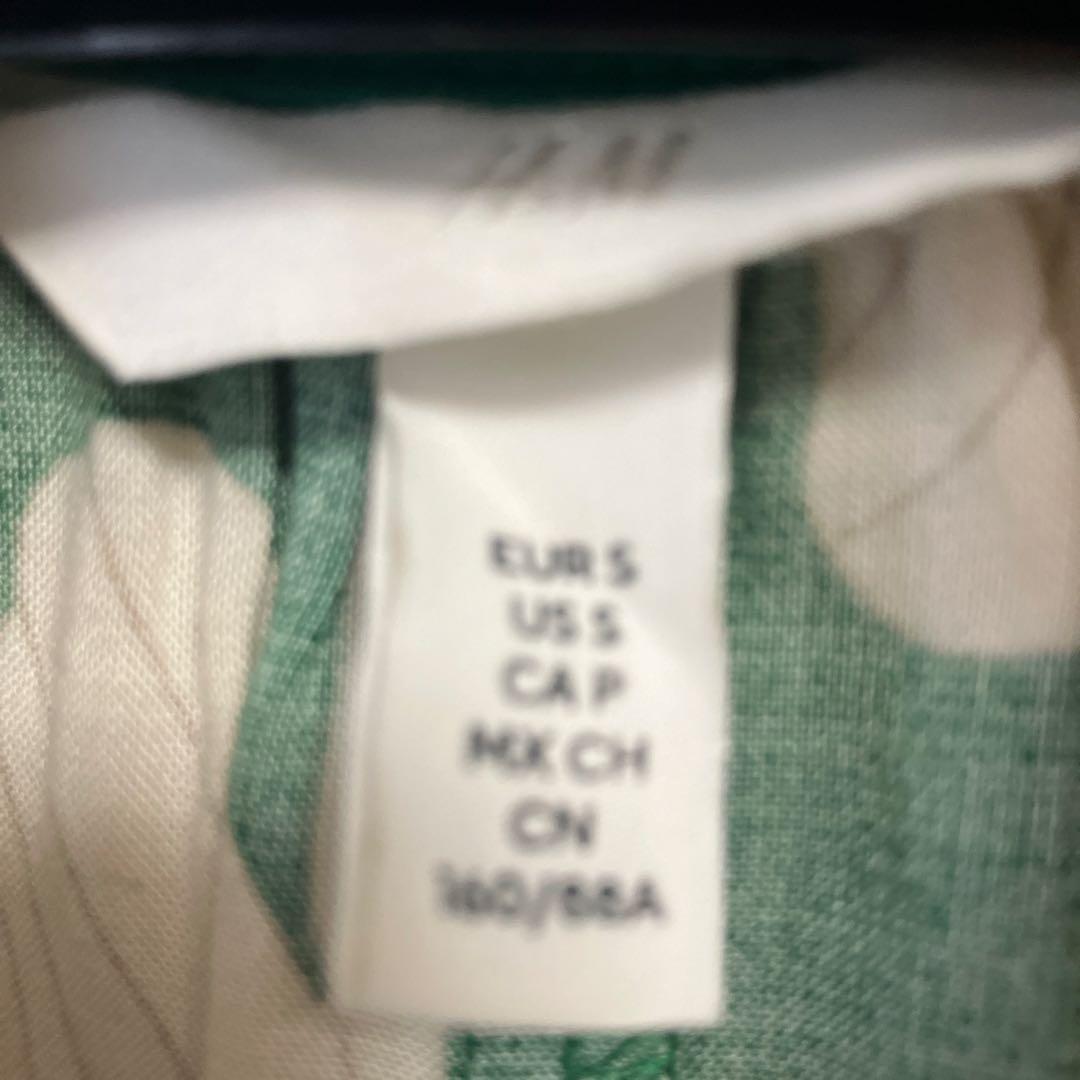 H&M
EUR S
US S
CA P
MX CH
CN
160/88A